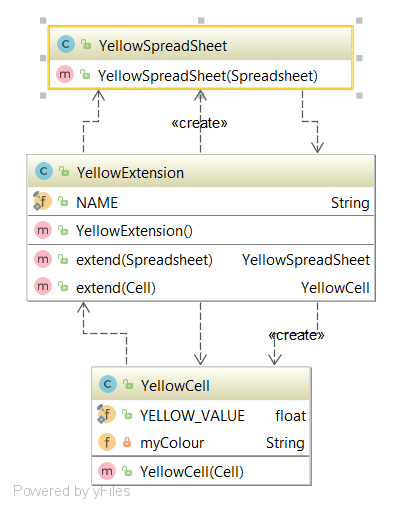 YellowSpreadSheet
YellowSpreadSheet(Spreadsheet)
«create»
YellowExtension
NAME String
YellowExtension()
extend(Spreadsheet) YellowSpreadSheet
extend(Cell) YellowCell
«create»
YellowCell
YELLOW_VALUE float
myColour String
YellowCell(Cell)
Powered by yFiles